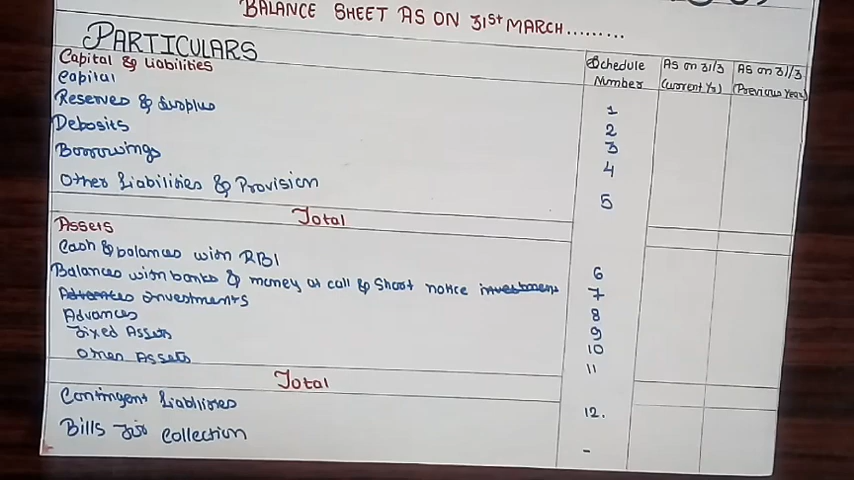 BALANCE SHEET AS ON 31st MARCH.........
PARTICULARS
Schedule Number
As on 31/3 (Current Yr)
As on 31/3 (Previous Year)
Capital & Liabilities
Capital 1
Reserves & Surplus 2
Deposits 3
Borrowings 4
Other Liabilities & Provision 5
Total
Assets
Cash & balances with RBI 6
Balances with banks & money at call & Short notice investment 7
Advances investments 8
Advances 9
Fixed Assets 10
Other Assets 11
Total
Contingent Liabilities 12.
Bills for Collection -